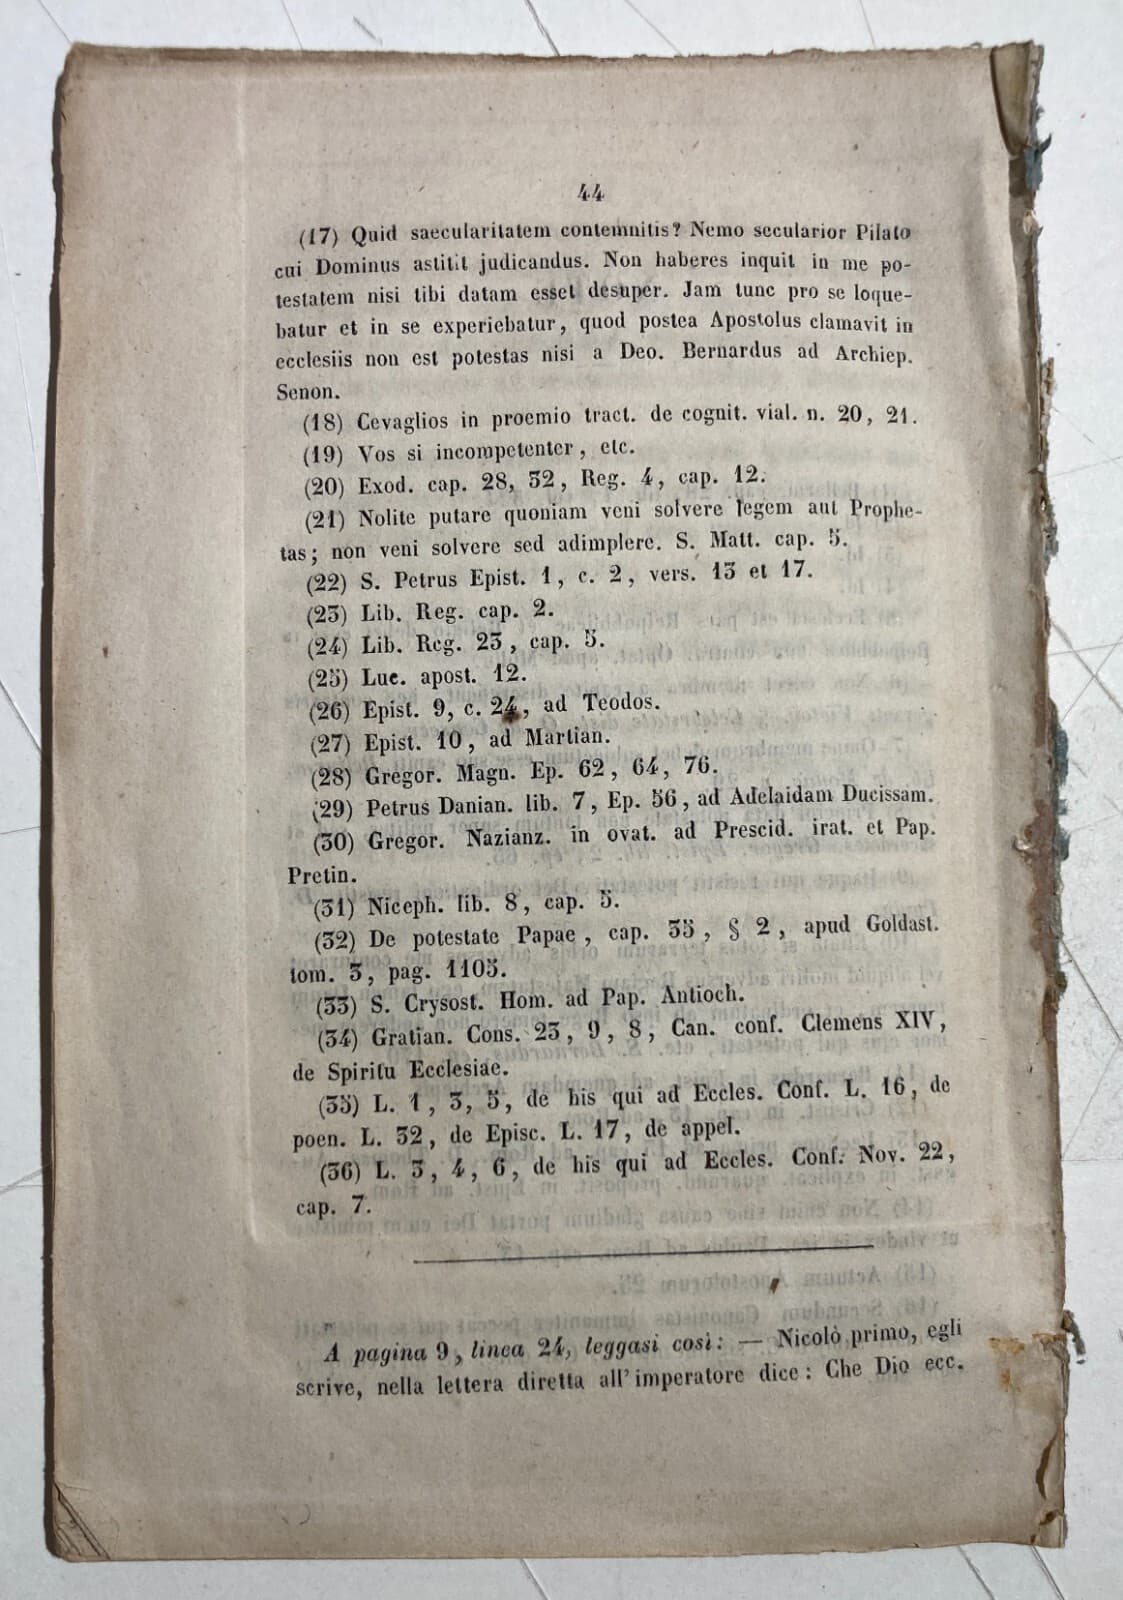 44
(17) Quid saecularitatem contemnitis? Nemo secularior Pilato
cui Dominus astitit judicandus. Non haberes inquit in me po-
testatem nisi tibi datam esset desuper. Jam tunc pro se loque-
batur et in se experiebatur, quod postea Apostolus clamavit in
ecclesiis non est potestas nisi a Deo. Bernardus ad Archiep.
Senon.
(18) Cevaglios in proemio tract. de cognit. vial. n. 20, 21.
(19) Vos si incompetenter, etc.
(20) Exod. cap. 28, 32, Reg. 4, cap. 12.
(21) Nolite putare quoniam veni solvere legem aut Prophe-
tas; non veni solvere sed adimplere. S. Matt. cap. 5.
(22) S. Petrus Epist. 1, c. 2, vers. 13 et 17.
(23) Lib. Reg. cap. 2.
(24) Lib. Reg. 23, cap. 5.
(25) Luc. apost. 12.
(26) Epist. 9, c. 24, ad Teodos.
(27) Epist. 10, ad Martian.
(28) Gregor. Magn. Ep. 62, 64, 76.
(29) Petrus Danian. lib. 7, Ep. 56, ad Adelaidam Ducissam.
(30) Gregor. Nazianz. in ovat. ad Prescid. irat. et Pap.
Pretin.
(31) Niceph. lib. 8, cap. 5.
(32) De potestate Papae, cap. 35, § 2, apud Goldast.
tom. 3, pag. 1105.
(33) S. Crysost. Hom. ad Pap. Antioch.
(34) Gratian. Cons. 23, 9, 8, Can. conf. Clemens XIV,
de Spiritu Ecclesiae.
(35) L. 1, 3, 5, de his qui ad Eccles. Conf. L. 16, de
poen. L. 32, de Episc. L. 17, de appel.
(36) L. 3, 4, 6, de his qui ad Eccles. Conf. Nov. 22,
cap. 7.
A pagina 9, linea 24, leggasi così: — Nicolò primo, egli
scrive, nella lettera diretta all'imperatore dice: Che Dio ecc.